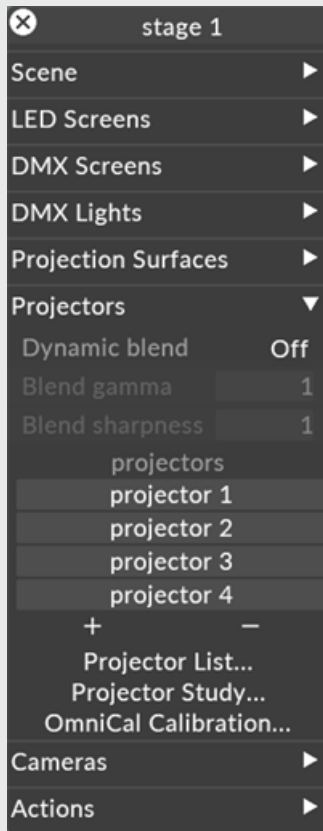 stage 1
Scene
LED Screens
DMX Screens
DMX Lights
Projection Surfaces
Projectors
Dynamic blend Off
Blend gamma 1
Blend sharpness 1
projectors
projector 1
projector 2
projector 3
projector 4
+ −
Projector List...
Projector Study...
OmniCal Calibration...
Cameras
Actions